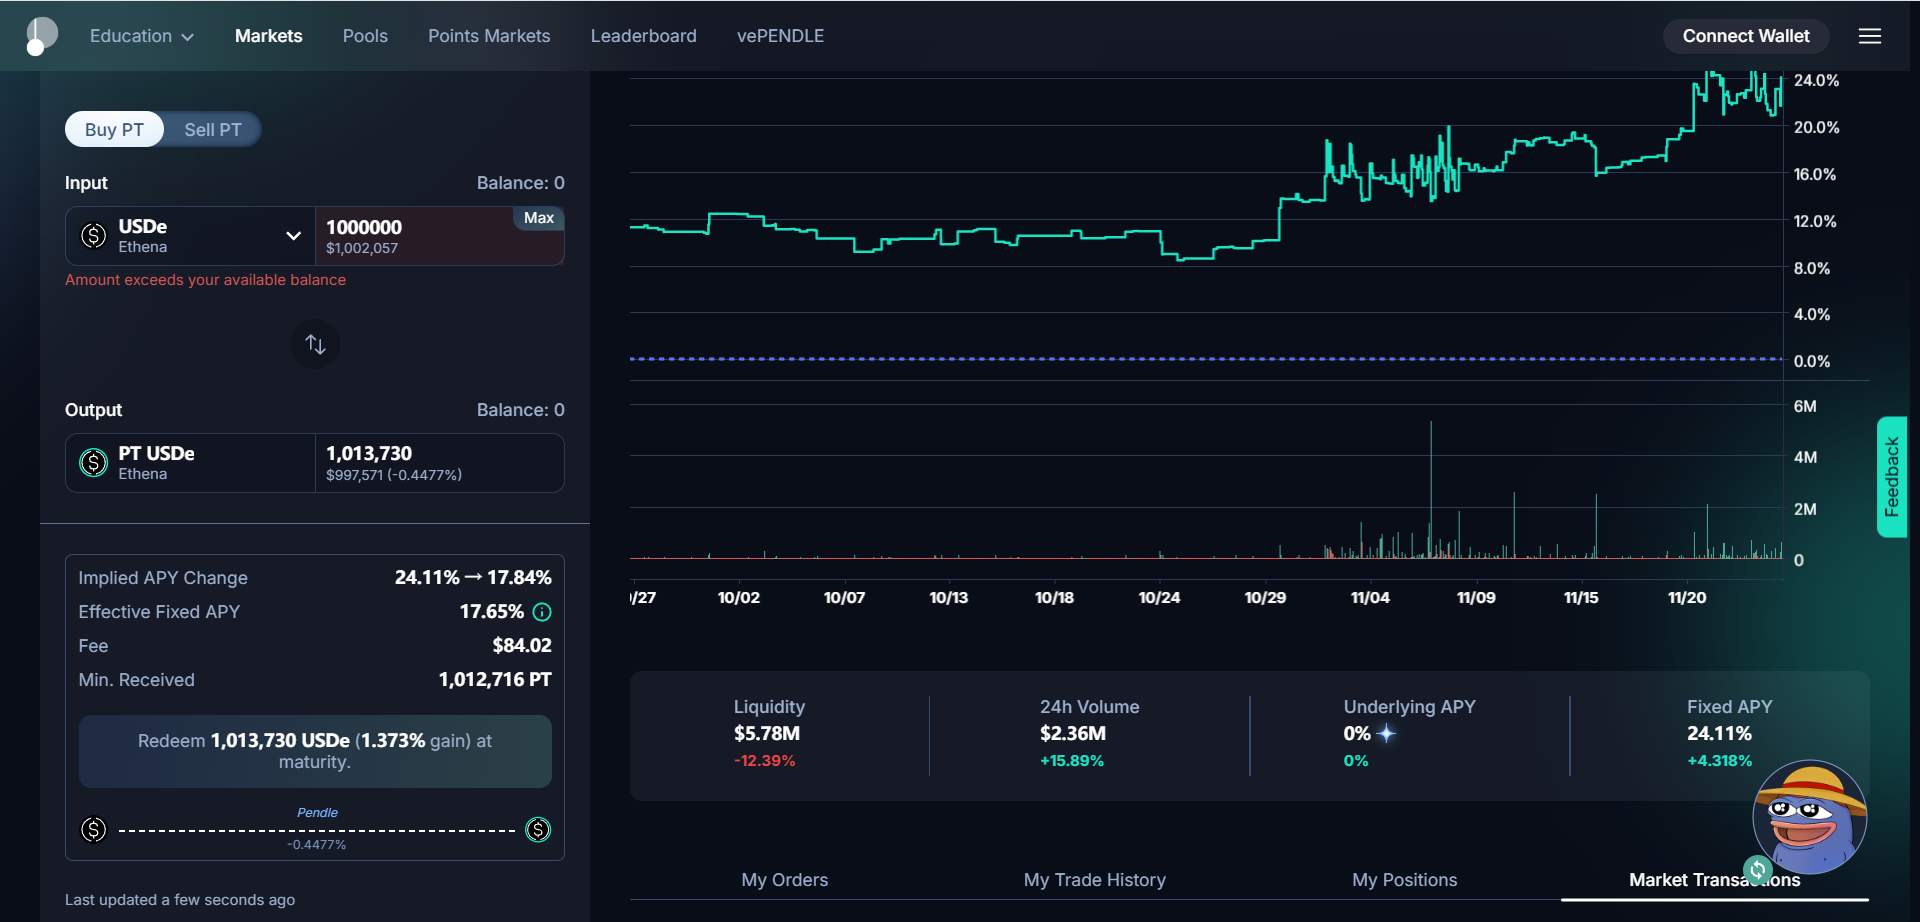 Education
Markets
Pools
Points Markets
Leaderboard
vePENDLE
Connect Wallet
Buy PT
Sell PT
Input
Balance: 0
USDe
Ethena
1000000
$1,002,057
Max
Amount exceeds your available balance
Output
Balance: 0
PT USDe
Ethena
1,013,730
$997,571 (-0.4477%)
Implied APY Change
24.11% → 17.84%
Effective Fixed APY
17.65%
Fee
$84.02
Min. Received
1,012,716 PT
Redeem 1,013,730 USDe (1.373% gain) at
maturity.
Pendle
-0.4477%
Last updated a few seconds ago
24.0%
20.0%
16.0%
12.0%
8.0%
4.0%
0.0%
6M
4M
2M
0
/27
10/02
10/07
10/13
10/18
10/24
10/29
11/04
11/09
11/15
11/20
Feedback
Liquidity
$5.78M
-12.39%
24h Volume
$2.36M
+15.89%
Underlying APY
0%
0%
Fixed APY
24.11%
+4.318%
My Orders
My Trade History
My Positions
Market Transactions